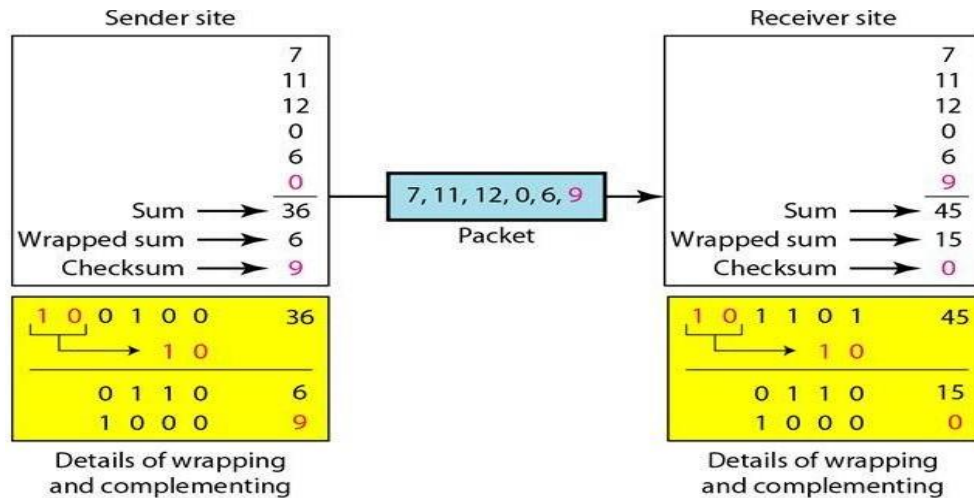 Sender site
7
11
12
0
6
0
Sum 36
Wrapped sum 6
Checksum 9
1 0 0 1 0 0 36
1 0
0 1 1 0 6
1 0 0 0 9
Details of wrapping
and complementing
7, 11, 12, 0, 6, 9
Packet
Receiver site
7
11
12
0
6
9
Sum 45
Wrapped sum 15
Checksum 0
1 0 1 1 0 1 45
1 0
0 1 1 0 15
1 0 0 0 0
Details of wrapping
and complementing